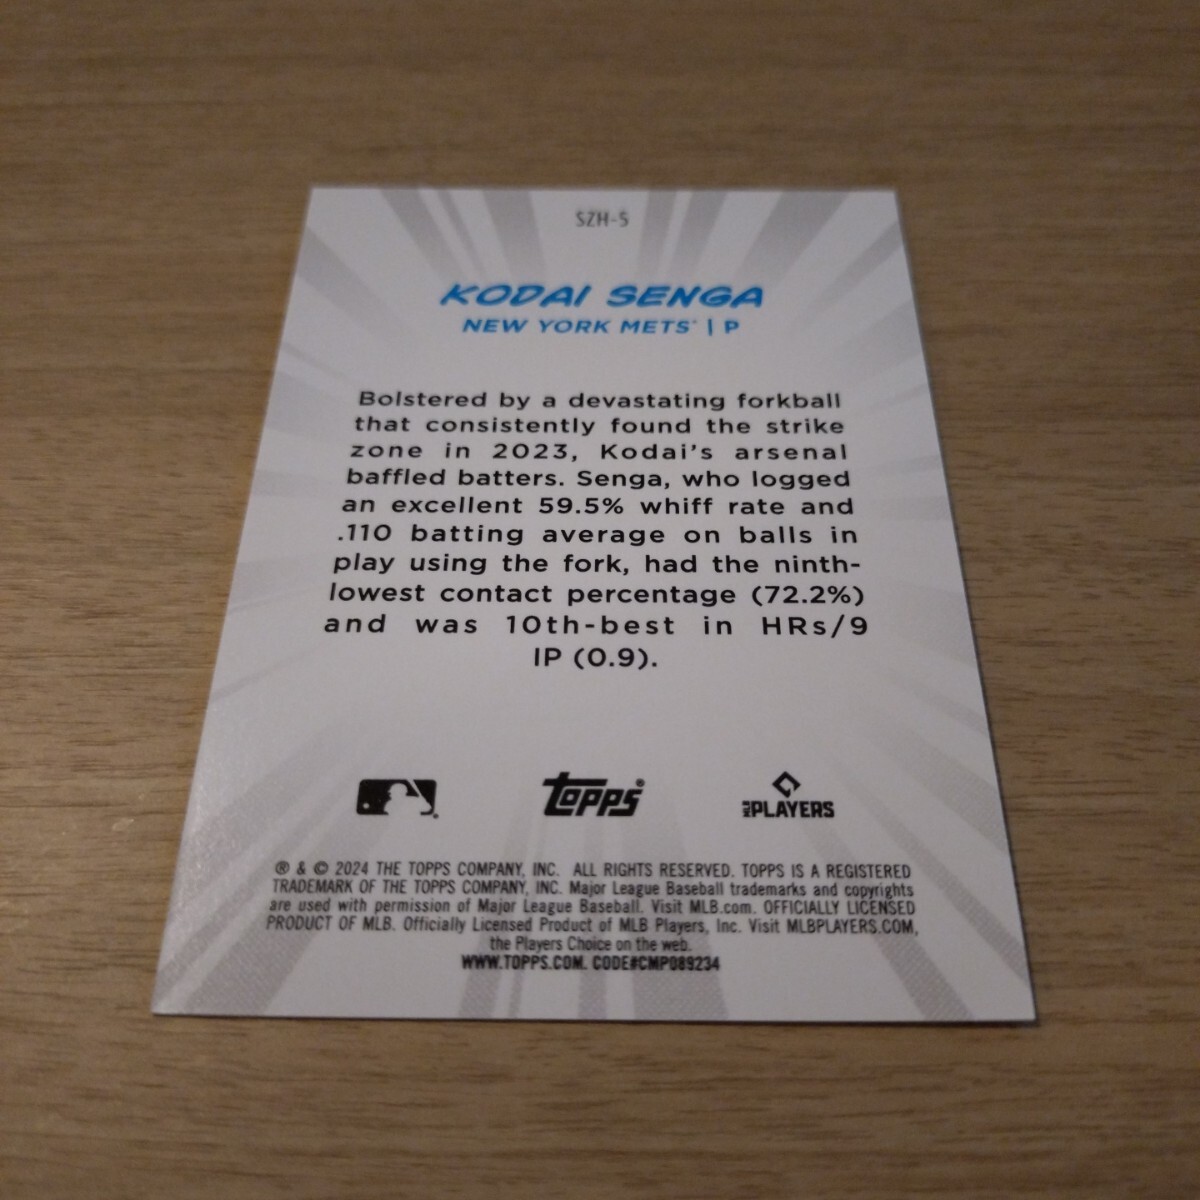 SZH-5
KODAI SENGA
NEW YORK METS® | P
Bolstered by a devastating forkball
that consistently found the strike
zone in 2023, Kodai's arsenal
baffled batters. Senga, who logged
an excellent 59.5% whiff rate and
.110 batting average on balls in
play using the fork, had the ninth-
lowest contact percentage (72.2%)
and was 10th-best in HRs/9
IP (0.9).
topps® PLAYERS
® & © 2024 THE TOPPS COMPANY, INC. ALL RIGHTS RESERVED. TOPPS IS A REGISTERED
TRADEMARK OF THE TOPPS COMPANY, INC. Major League Baseball trademarks and copyrights
are used with permission of Major League Baseball. Visit MLB.com. OFFICIALLY LICENSED
PRODUCT OF MLB. Officially Licensed Product of MLB Players, Inc. Visit MLBPLAYERS.COM,
the Players Choice on the web.
WWW.TOPPS.COM. CODE#CMP089234